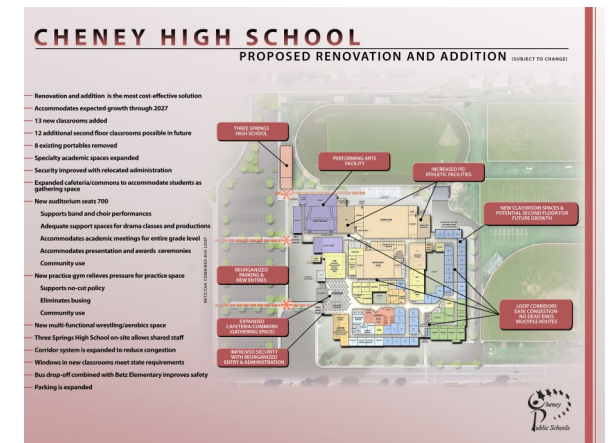 CHENEY HIGH SCHOOL
PROPOSED RENOVATION AND ADDITION (SUBJECT TO CHANGE)
Renovation and addition is the most cost-effective solution
Accommodates expected growth through 2027
13 new classrooms added
12 additional second floor classrooms possible in future
8 existing portables removed
Specialty academic spaces expanded
Security improved with relocated administration
Expanded cafeteria/commons to accommodate students as
gathering space
New auditorium seats 700
Supports band and choir performances
Adequate support spaces for drama classes and productions
Accommodates academic meetings for entire grade level
Accommodates presentation and awards ceremonies
Community use
New practice gym relieves pressure for practice space
Supports no-cut policy
Eliminates busing
Community use
New multi-functional wrestling/aerobics space
Three Springs High School on-site allows shared staff
Corridor system is expanded to reduce congestion
Windows in new classrooms meet state requirements
Bus drop-off combined with Betz Elementary improves safety
Parking is expanded
THREE SPRINGS
HIGH SCHOOL
PERFORMING ARTS
FACILITY
INCREASED PE/
ATHLETIC FACILITIES
NEW CLASSROOM SPACES &
POTENTIAL SECOND FLOOR FOR
FUTURE GROWTH
BETZ/CHS COMBINED BUS LOOP
REORGANIZED
PARKING &
NEW ENTRIES
LOOP CORRIDORS
EASE CONGESTION-
NO DEAD ENDS
MULTIPLE ROUTES
EXPANDED
CAFETERIA/COMMONS
(GATHERING SPACE)
IMPROVED SECURITY
WITH REORGANIZED
ENTRY & ADMINISTRATION
Cheney
Public Schools